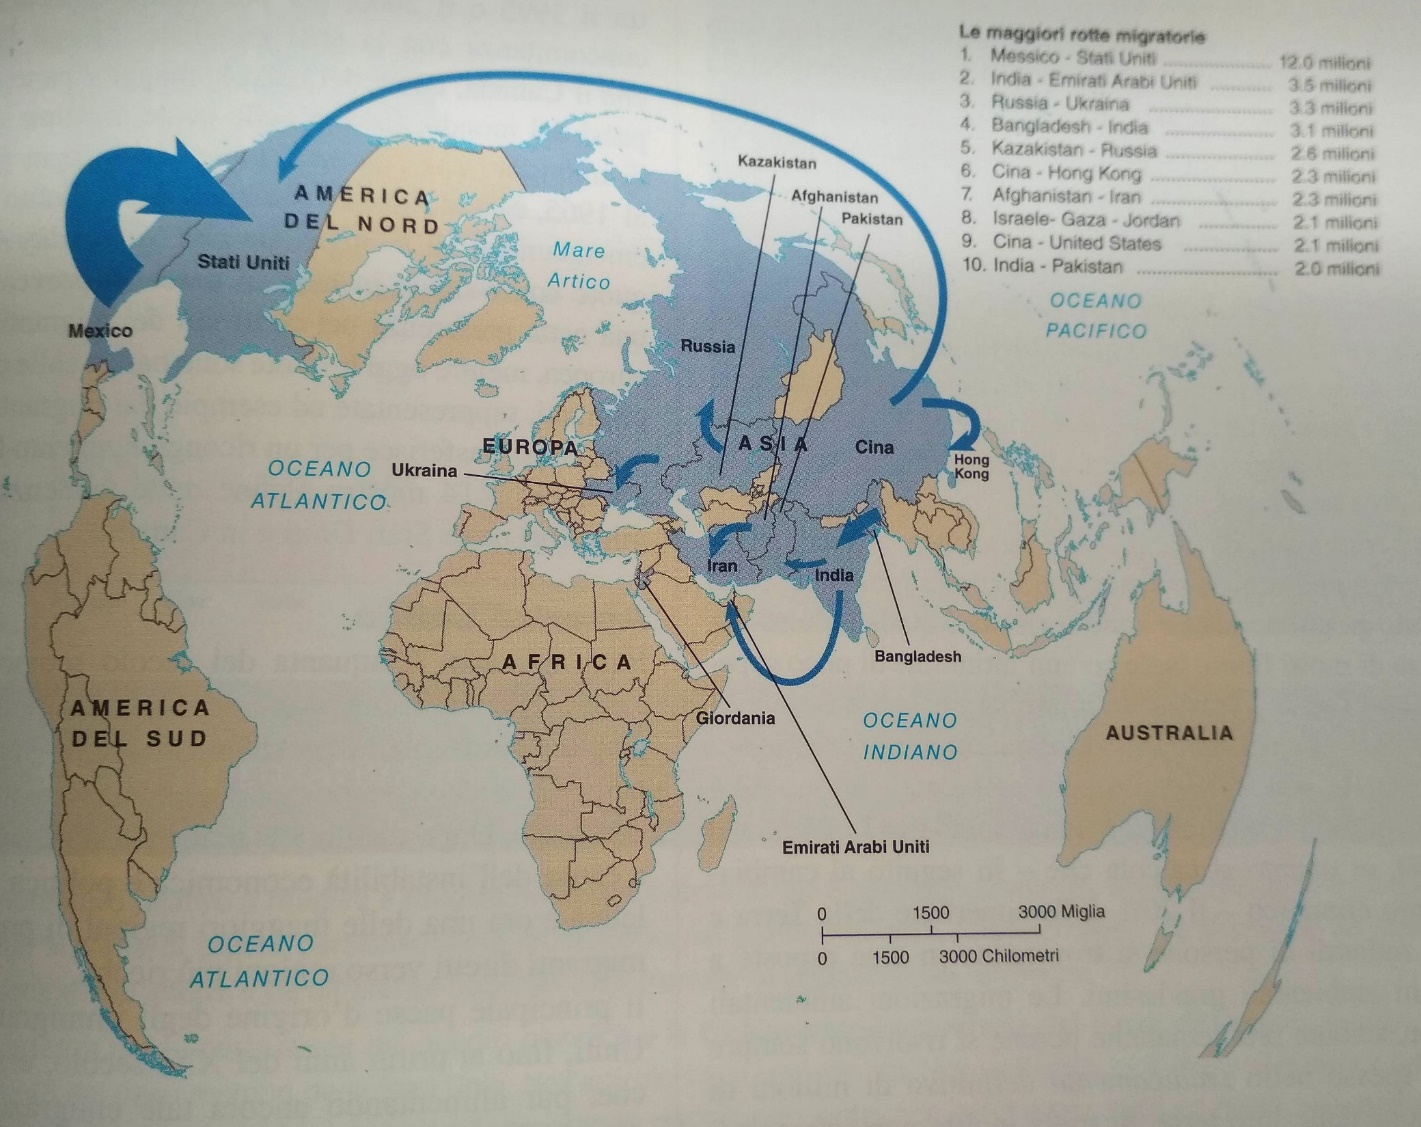 Le maggiori rotte migratorie
1. Messico - Stati Uniti ..................... 12.0 milioni
2. India - Emirati Arabi Uniti ............ 3.5 milioni
3. Russia - Ukraina ..................... 3.3 milioni
4. Bangladesh - India ..................... 3.1 milioni
5. Kazakistan - Russia ..................... 2.6 milioni
6. Cina - Hong Kong ..................... 2.3 milioni
7. Afghanistan - Iran ..................... 2.3 milioni
8. Israele- Gaza - Jordan ............... 2.1 milioni
9. Cina - United States ..................... 2.1 milioni
10. India - Pakistan ........................... 2.0 milioni
Kazakistan
Afghanistan
Pakistan
AMERICA
DEL NORD
Stati Uniti
Mare
Artico
OCEANO
PACIFICO
Mexico
Russia
EUROPA
ASIA
Cina
Hong
Kong
OCEANO
ATLANTICO
Ukraina
Iran
India
Bangladesh
AFRICA
Giordania
AMERICA
DEL SUD
OCEANO
INDIANO
AUSTRALIA
Emirati Arabi Uniti
0 1500 3000 Miglia
0 1500 3000 Chilometri
OCEANO
ATLANTICO